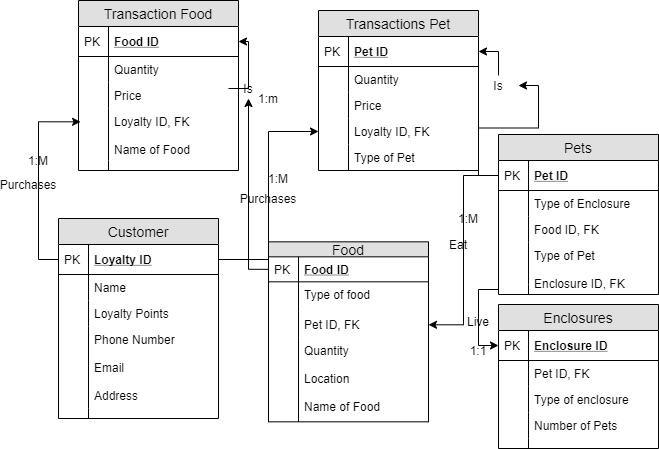 Transaction Food
PK Food ID
Quantity
Price
Loyalty ID, FK
Name of Food
Transactions Pet
PK Pet ID
Quantity
Price
Loyalty ID, FK
Type of Pet
Is
1:m
Is
1:M
Purchases
1:M
Purchases
Pets
PK Pet ID
Type of Enclosure
Food ID, FK
Type of Pet
Enclosure ID, FK
1:M
Eat
Customer
PK Loyalty ID
Name
Loyalty Points
Phone Number
Email
Address
Food
PK Food ID
Type of food
Pet ID, FK
Quantity
Location
Name of Food
Live
1:1
Enclosures
PK Enclosure ID
Pet ID, FK
Type of enclosure
Number of Pets